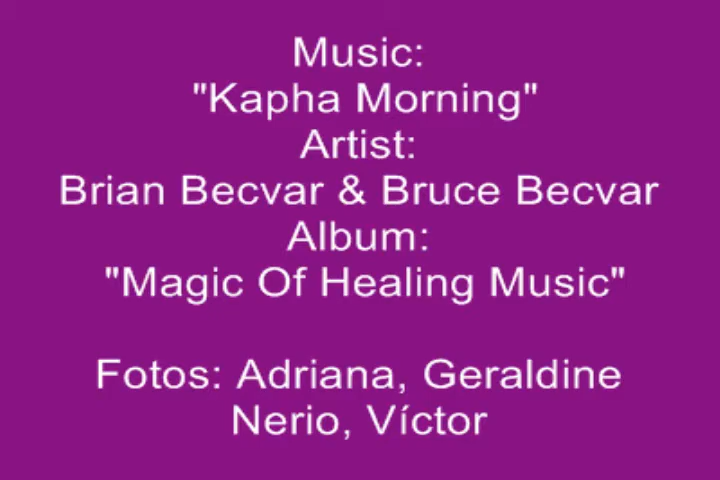 Music:
"Kapha Morning"
Artist:
Brian Becvar & Bruce Becvar
Album:
"Magic Of Healing Music"
Fotos: Adriana, Geraldine
Nerio, Víctor